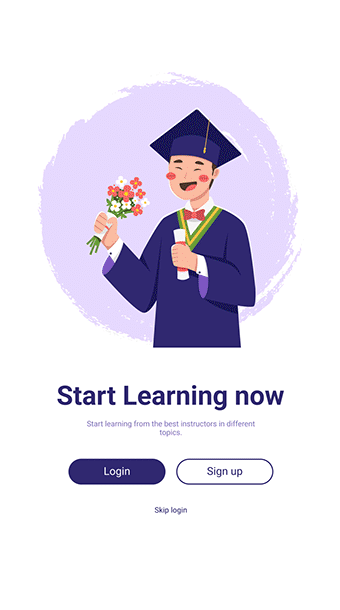 Start Learning now
Start learning from the best instructors in different
topics.
Login
Sign up
Skip login